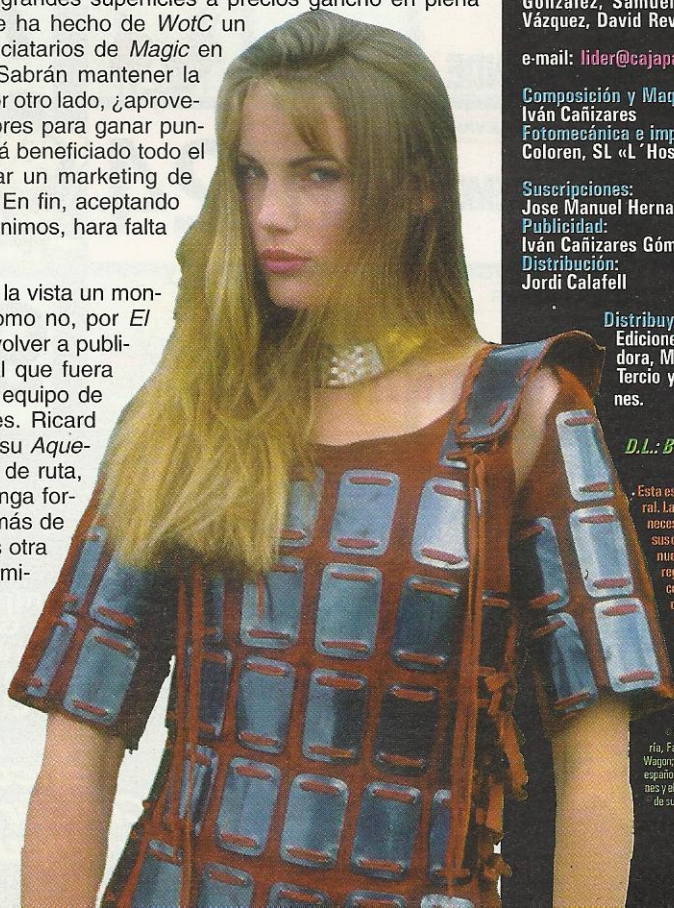 grandes superficies a precios gancho en plena
e ha hecho de WotC un
ciatarios de Magic en
Sabrán mantener la
or otro lado, ¿aprove-
ores para ganar pun-
á beneficiado todo el
ar un marketing de
En fin, aceptando
nimos, hara falta
la vista un mon-
omo no, por El
volver a publi-
l que fuera
equipo de
es. Ricard
su Aque-
de ruta,
nga for-
más de
s otra
mi-
González, Samuel
Vázquez, David Rev
e-mail: lider@cajapa
Composición y Maq
Iván Cañizares
Fotomecánica e imp
Coloren, SL «L´Hos
Suscripciones:
Jose Manuel Herna
Publicidad:
Iván Cañizares Góm
Distribución:
Jordi Calafell
Distribuy
Edicione
dora, M
Tercio y
nes.
D.L.: B
Esta es
ral. La
neces
sus o
nue
re
co
ría, Fa
Wagon;
español
nes y el
de su